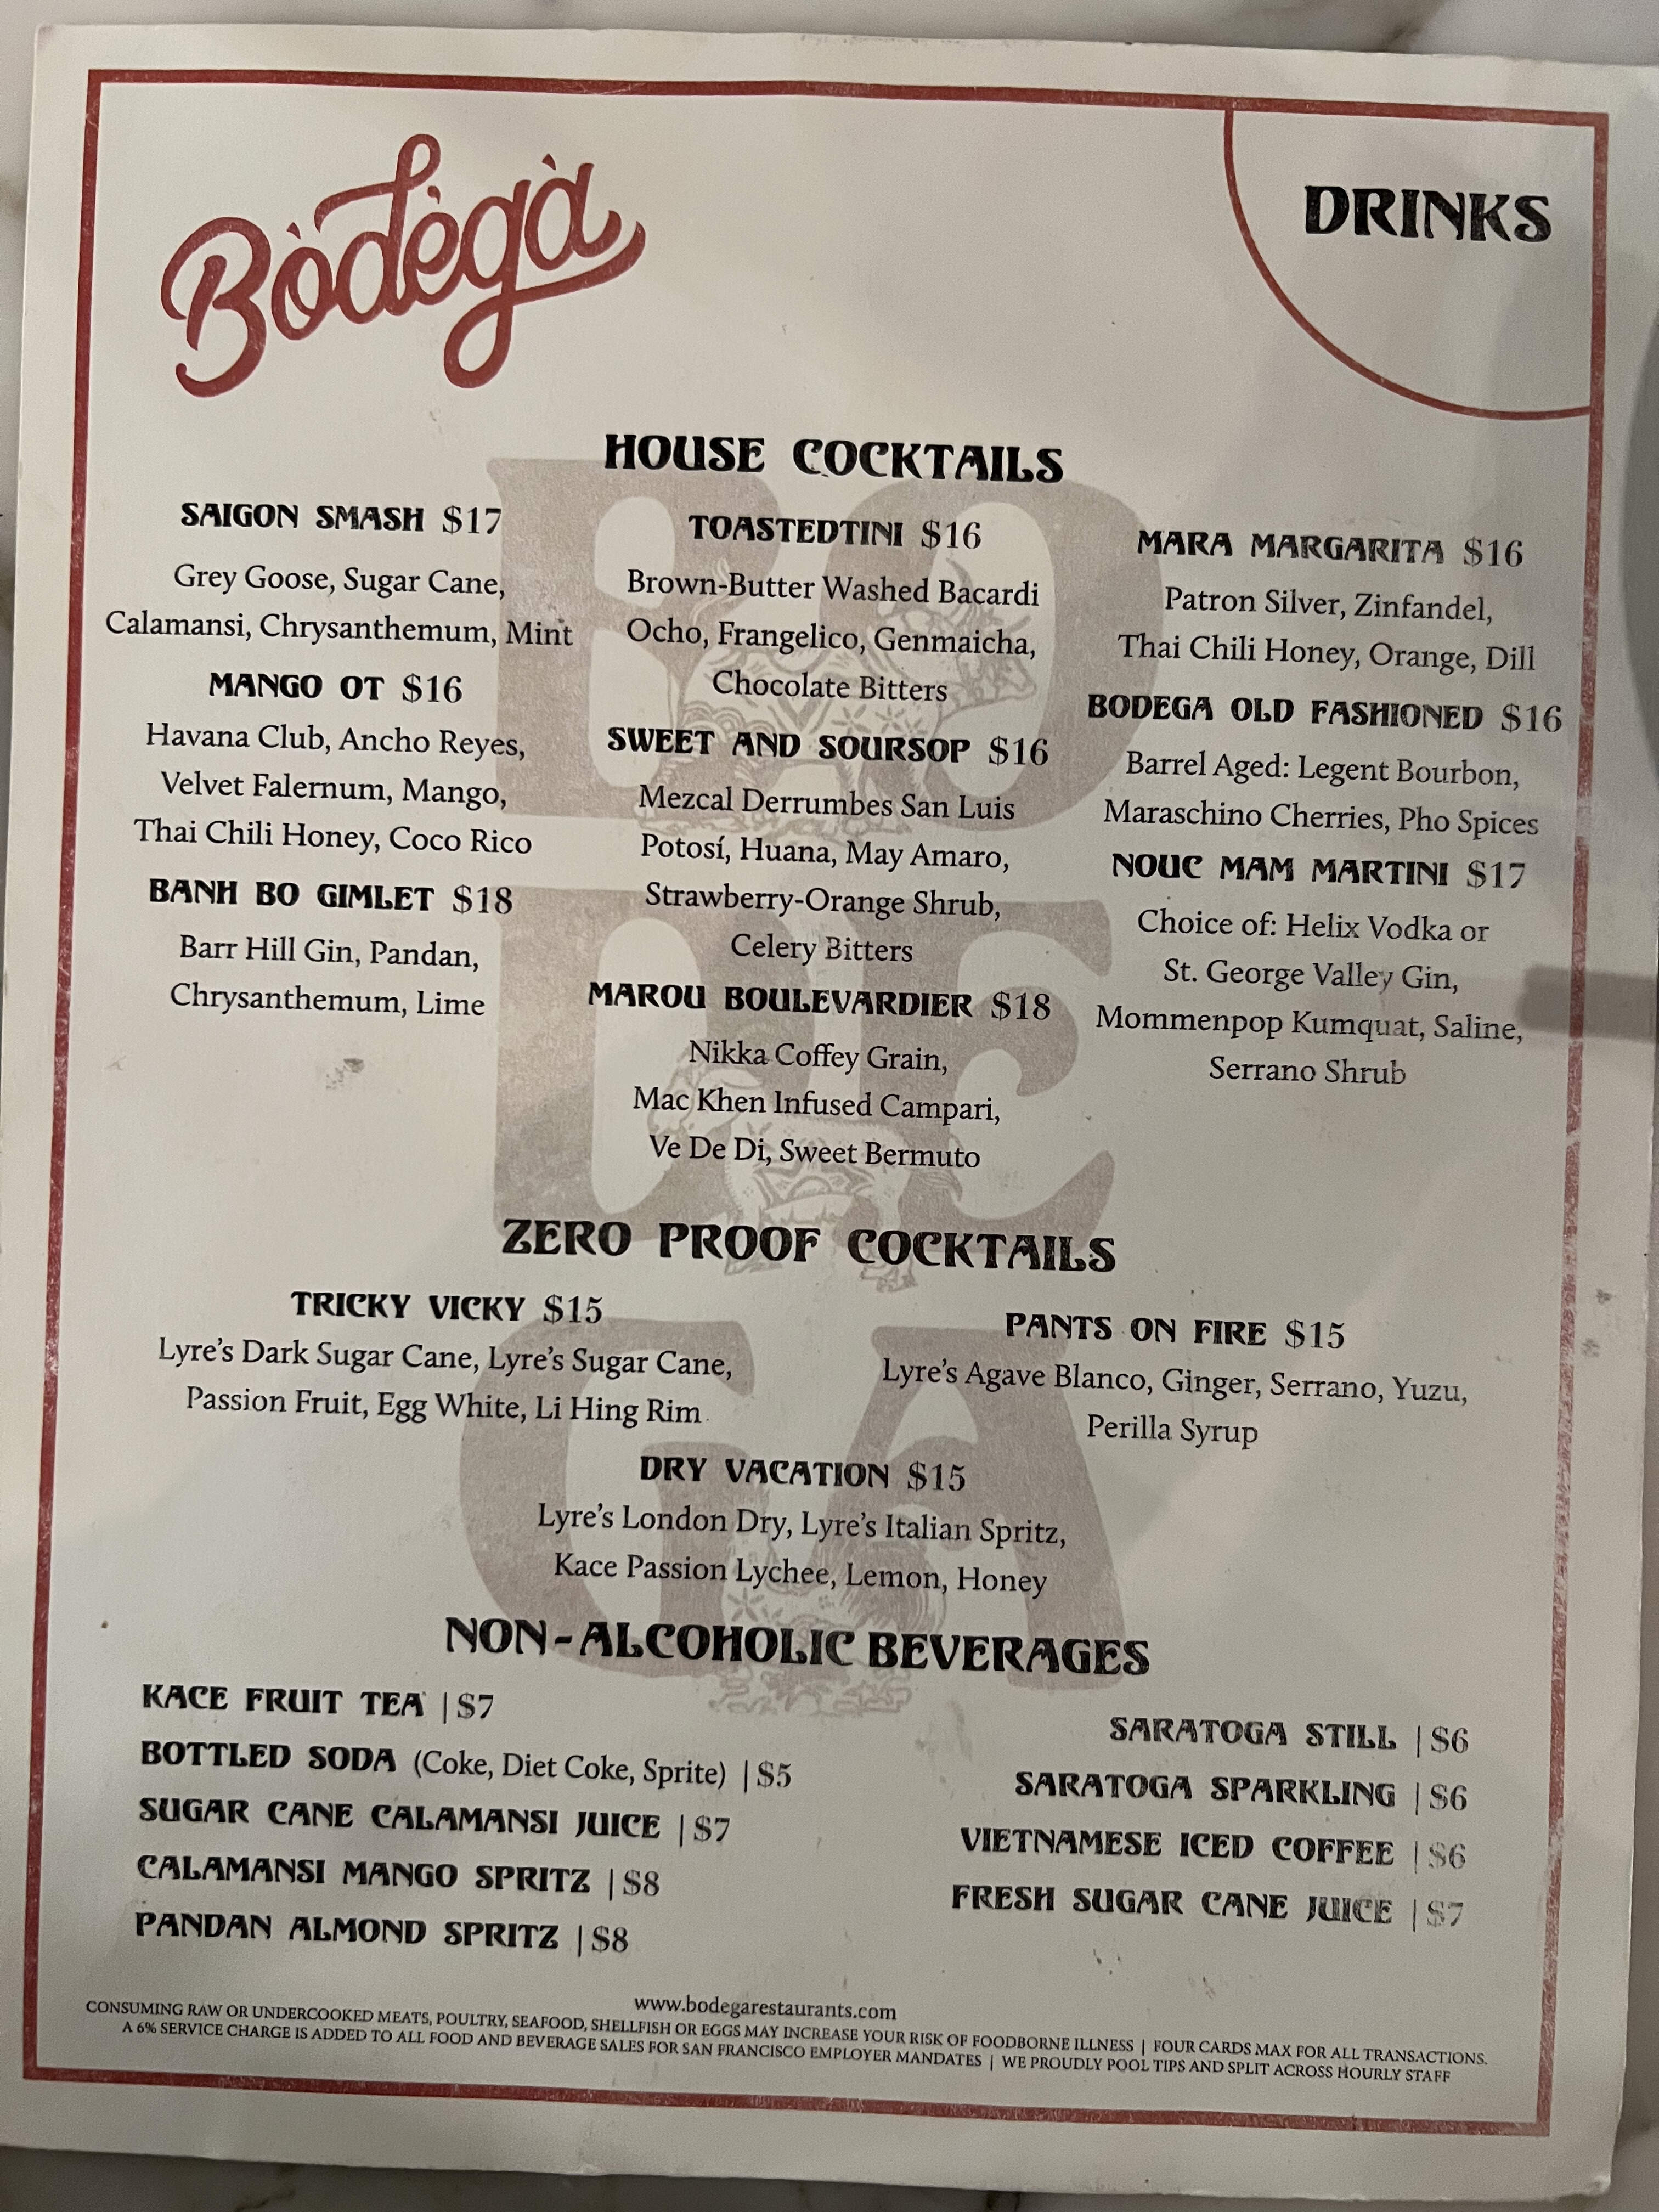 Bòdègà
DRINKS
HOUSE COCKTAILS
SAIGON SMASH $17
Grey Goose, Sugar Cane,
Calamansi, Chrysanthemum, Mint
MANGO OT $16
Havana Club, Ancho Reyes,
Velvet Falernum, Mango,
Thai Chili Honey, Coco Rico
BANH BO GIMLET $18
Barr Hill Gin, Pandan,
Chrysanthemum, Lime
TOASTEDTINI $16
Brown-Butter Washed Bacardi
Ocho, Frangelico, Genmaicha,
Chocolate Bitters
SWEET AND SOURSOP $16
Mezcal Derrumbes San Luis
Potosí, Huana, May Amaro,
Strawberry-Orange Shrub,
Celery Bitters
MAROU BOULEVARDIER $18
Nikka Coffey Grain,
Mac Khen Infused Campari,
Ve De Di, Sweet Bermuto
MARA MARGARITA $16
Patron Silver, Zinfandel,
Thai Chili Honey, Orange, Dill
BODEGA OLD FASHIONED $16
Barrel Aged: Legent Bourbon,
Maraschino Cherries, Pho Spices
NOUC MAM MARTINI $17
Choice of: Helix Vodka or
St. George Valley Gin,
Mommenpop Kumquat, Saline,
Serrano Shrub
BO
DE
GA
ZERO PROOF COCKTAILS
TRICKY VICKY $15
Lyre's Dark Sugar Cane, Lyre's Sugar Cane,
Passion Fruit, Egg White, Li Hing Rim
PANTS ON FIRE $15
Lyre's Agave Blanco, Ginger, Serrano, Yuzu,
Perilla Syrup
DRY VACATION $15
Lyre's London Dry, Lyre's Italian Spritz,
Kace Passion Lychee, Lemon, Honey
NON-ALCOHOLIC BEVERAGES
KACE FRUIT TEA | $7
BOTTLED SODA (Coke, Diet Coke, Sprite) | $5
SUGAR CANE CALAMANSI JUICE | $7
CALAMANSI MANGO SPRITZ | $8
PANDAN ALMOND SPRITZ | $8
SARATOGA STILL | $6
SARATOGA SPARKLING | $6
VIETNAMESE ICED COFFEE | $6
FRESH SUGAR CANE JUICE | $7
www.bodegarestaurants.com
CONSUMING RAW OR UNDERCOOKED MEATS, POULTRY, SEAFOOD, SHELLFISH OR EGGS MAY INCREASE YOUR RISK OF FOODBORNE ILLNESS | FOUR CARDS MAX FOR ALL TRANSACTIONS.
A 6% SERVICE CHARGE IS ADDED TO ALL FOOD AND BEVERAGE SALES FOR SAN FRANCISCO EMPLOYER MANDATES | WE PROUDLY POOL TIPS AND SPLIT ACROSS HOURLY STAFF